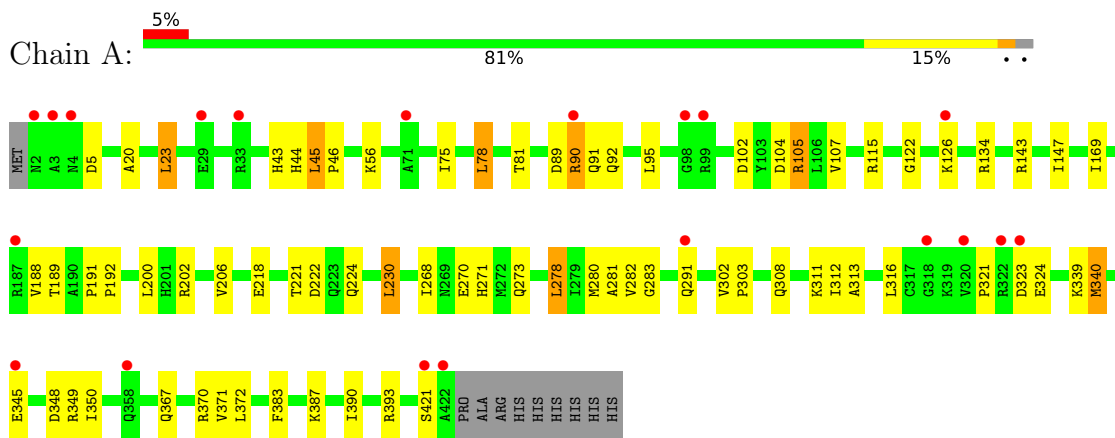 5%
Chain A:
81% 15% • •
MET N2 A3 N4 D5 A20 L23 E29 R33 H43 H44 L45 P46 K56 A71 I75 L78 T81 D89 R90 Q91 Q92 L95 G98 R99 D102 Y103 D104 R105 L106 V107 R115 G122 K126 R134 R143 I147 I169
R187 V188 T189 A190 P191 P192 L200 H201 R202 V206 E218 T221 D222 Q223 Q224 L230 I268 N269 E270 H271 M272 Q273 L278 I279 M280 A281 V282 G283 Q291 V302 P303 Q308 K311 I312 A313 L316 C317 G318 K319 V320 P321 R322 D323 E324 K339 M340
E345 D348 R349 I350 Q358 Q367 R370 V371 L372 F383 K387 I390 R393 S421 A422 PRO ALA ARG HIS HIS HIS HIS HIS HIS